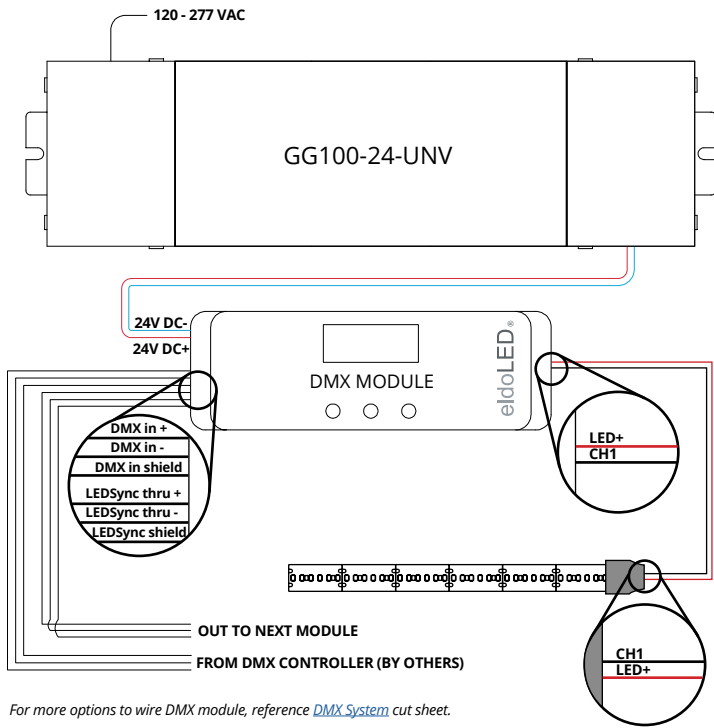 120 - 277 VAC
GG100-24-UNV
24V DC-
24V DC+
DMX MODULE
eldoLED®
DMX in +
DMX in -
DMX in shield
LEDSync thru +
LEDSync thru -
LEDSync shield
LED+
CH1
CH1
LED+
OUT TO NEXT MODULE
FROM DMX CONTROLLER (BY OTHERS)
For more options to wire DMX module, reference DMX System cut sheet.